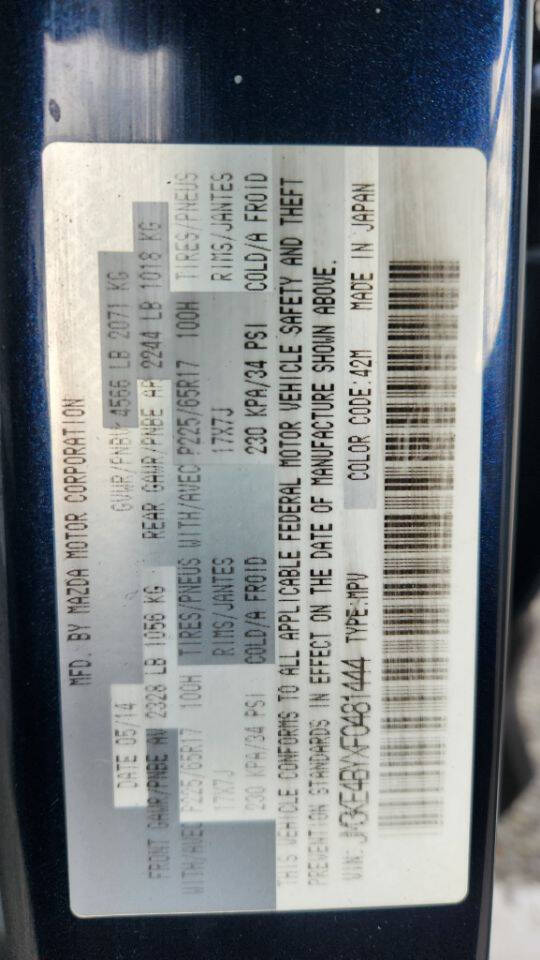 MFD. BY MAZDA MOTOR CORPORATION
DATE 05/14 GVWR/PNBV 4566 LB 2071 KG
FRONT GAWR/PNBE AV 2328 LB 1056 KG REAR GAWR/PNBE AR 2244 LB 1018 KG
WITH/AVEC P225/65R17 100H TIRES/PNEUS WITH/AVEC P225/65R17 100H TIRES/PNEUS
17X7J RIMS/JANTES 17X7J RIMS/JANTES
230 KPA/34 PSI COLD/A FROID 230 KPA/34 PSI COLD/A FROID
THIS VEHICLE CONFORMS TO ALL APPLICABLE FEDERAL MOTOR VEHICLE SAFETY AND THEFT
PREVENTION STANDARDS IN EFFECT ON THE DATE OF MANUFACTURE SHOWN ABOVE.
VIN: JM3KE4BYXF0481444 TYPE:MPV COLOR CODE:42M MADE IN JAPAN